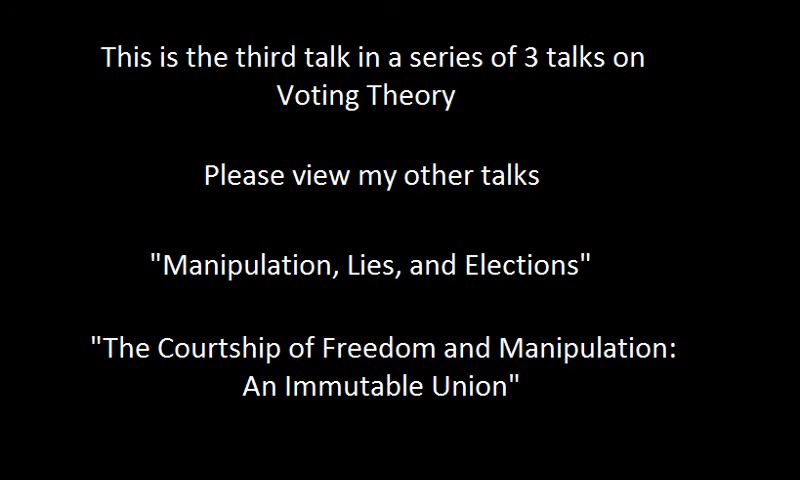 This is the third talk in a series of 3 talks on
Voting Theory
Please view my other talks
"Manipulation, Lies, and Elections"
"The Courtship of Freedom and Manipulation:
An Immutable Union"